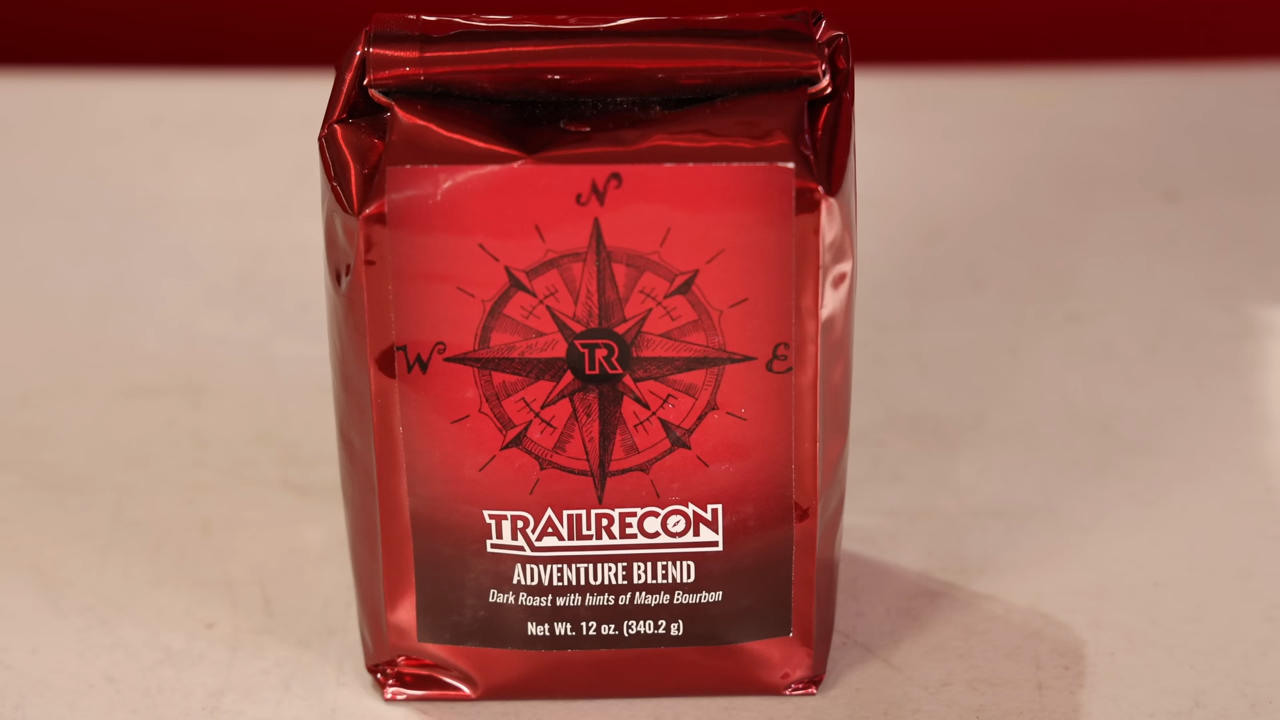 N
W
TR
E
TRAILRECON
ADVENTURE BLEND
Dark Roast with hints of Maple Bourbon
Net Wt. 12 oz. (340.2 g)